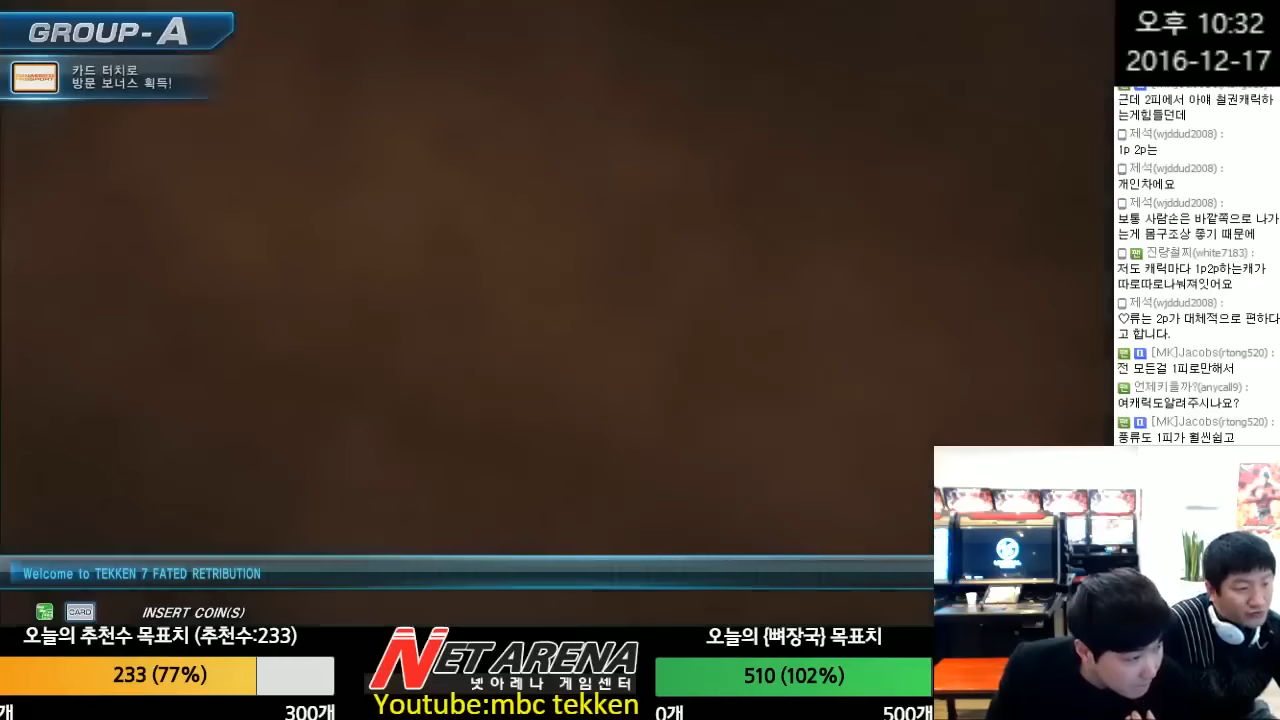 GROUP-A
카드 터치로
방문 보너스 획득!
오후 10:32
2016-12-17
근데 2피에서 아얘 철권캐릭하
는게힘들던데
제석(wjddud2008) :
1p 2p는
제석(wjddud2008) :
개인차에요
제석(wjddud2008) :
보통 사람손은 바깥쪽으로 나가
는게 몸구조상 좋기 때문에
팬 진량철찌(white7183) :
저도 캐릭마다 1p2p하는캐가
따로따로나눠져잇어요
제석(wjddud2008) :
♡류는 2p가 대체적으로 편하다
고 합니다.
팬 [MK]Jacobs(rtong520) :
전 모든걸 1피로만해서
팬 언제키를까?(anycall9) :
여캐릭도알려주시나요?
팬 [MK]Jacobs(rtong520) :
풍류도 1피가 훨씬쉽고
Welcome to TEKKEN 7 FATED RETRIBUTION
CARD INSERT COIN(S)
오늘의 추천수 목표치 (추천수:233)
233 (77%)
개 300개
NET ARENA
넷아레나 게임센터
Youtube:mbc tekken
오늘의 {뼈장국} 목표치
510 (102%)
0개 500개